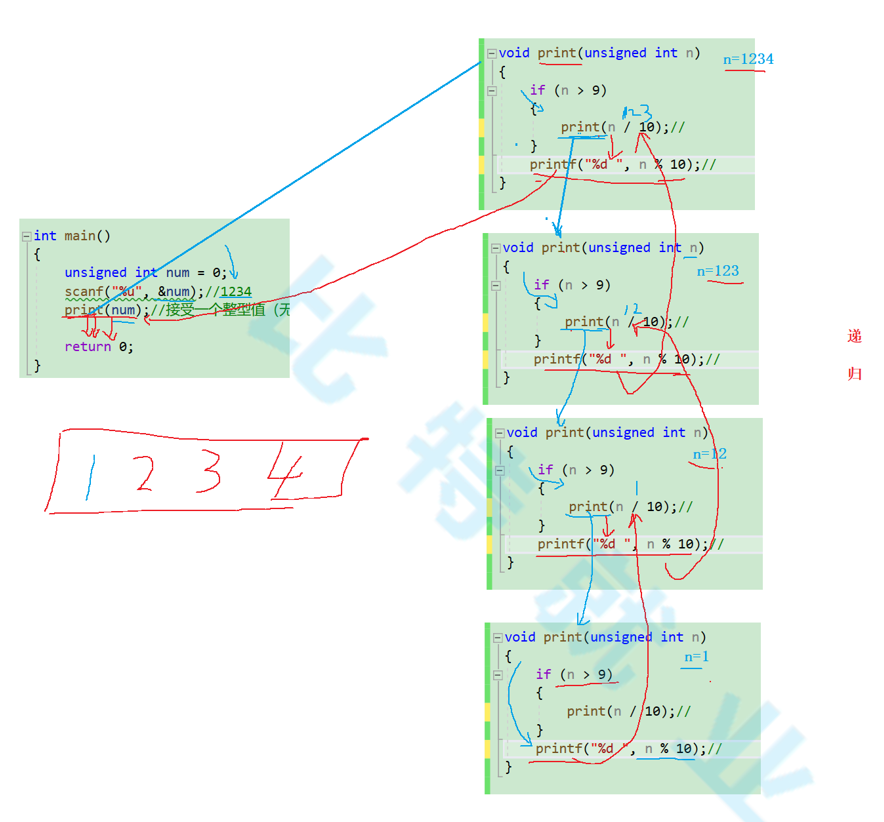 void print(unsigned int n)
n=1234
{
if (n > 9)
{
123
print(n / 10);//
}
printf("%d ", n % 10);//
}
int main()
{
unsigned int num = 0;
scanf("%u", &num);//1234
print(num);//接受一个整型值（无
return 0;
}
void print(unsigned int n)
n=123
{
if (n > 9)
{
12
print(n / 10);//
}
printf("%d ", n % 10);//
}
递
归
1 2 3 4
void print(unsigned int n)
n=12
{
if (n > 9)
{
1
print(n / 10);//
}
printf("%d ", n % 10);//
}
void print(unsigned int n)
n=1
{
if (n > 9)
{
print(n / 10);//
}
printf("%d ", n % 10);//
}
比特就业